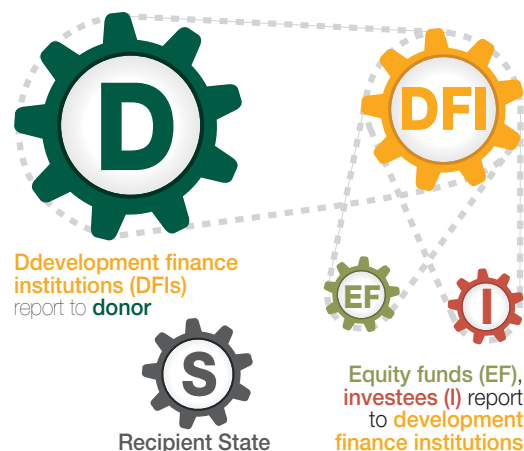 D
DFI
Ddevelopment finance
institutions (DFIs)
report to donor
EF
I
S
Recipient State
Equity funds (EF),
investees (I) report
to development
finance institutions